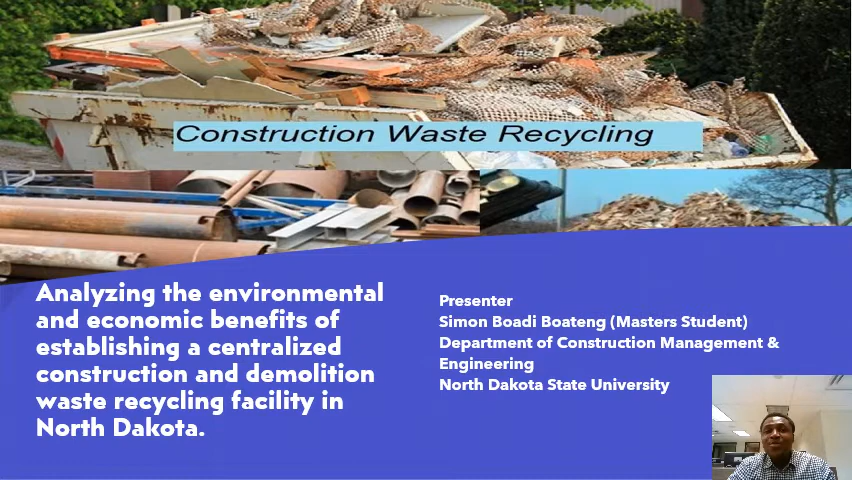 Construction Waste Recycling
Analyzing the environmental
and economic benefits of
establishing a centralized
construction and demolition
waste recycling facility in
North Dakota.
Presenter
Simon Boadi Boateng (Masters Student)
Department of Construction Management &
Engineering
North Dakota State University